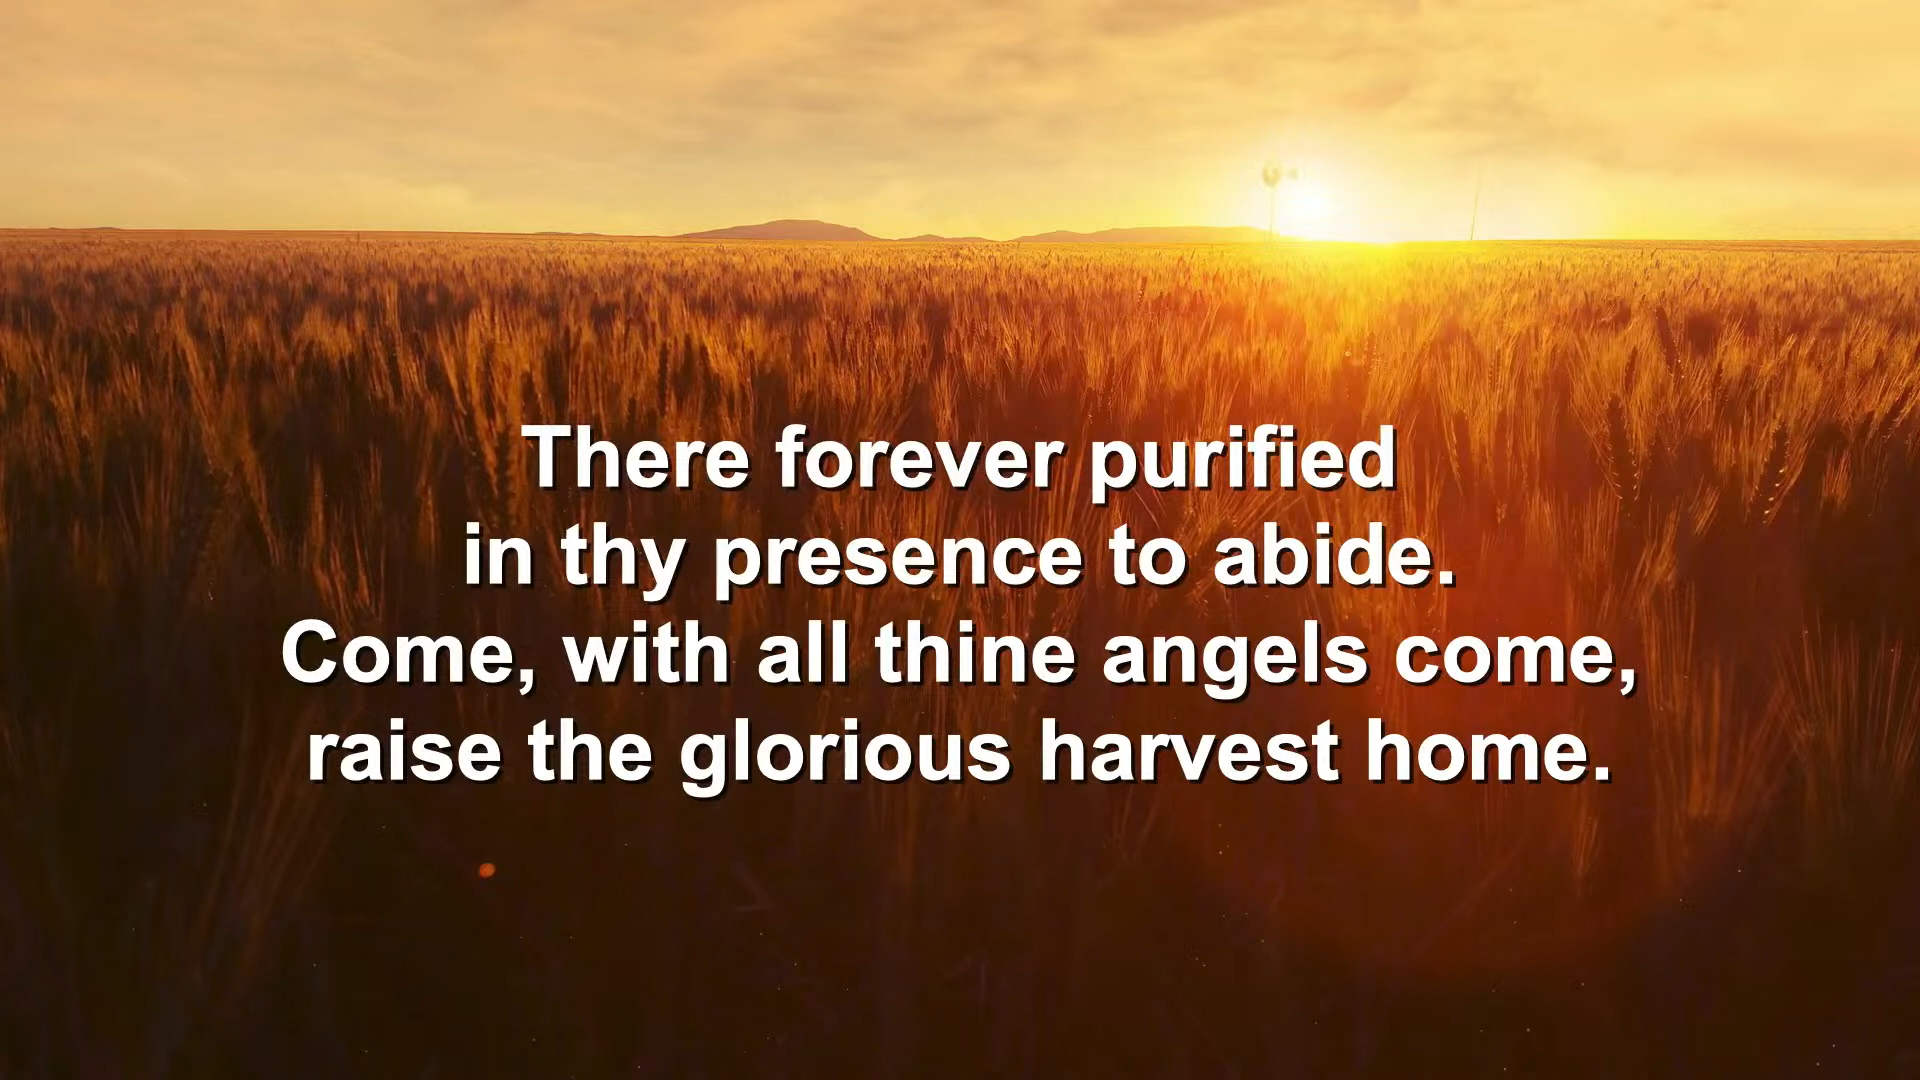 There forever purified
in thy presence to abide.
Come, with all thine angels come,
raise the glorious harvest home.